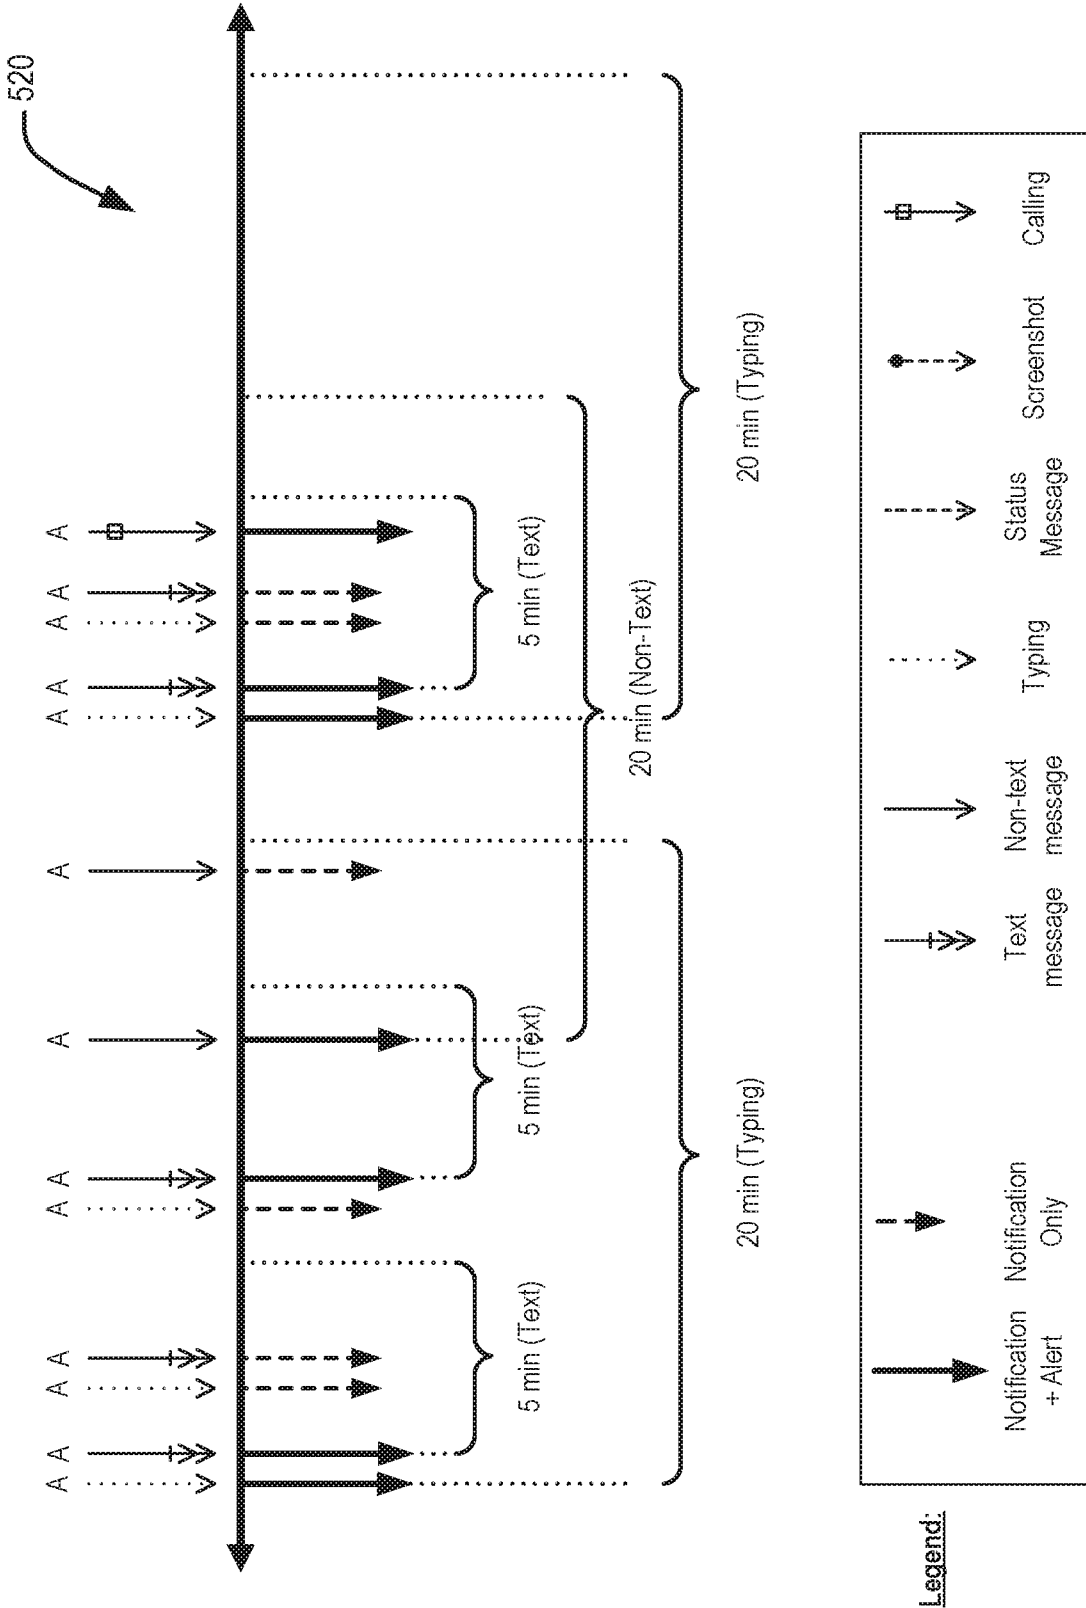 520
A
A
A
A
A
A
A
A
A
A
A
A
A
5 min (Text)
5 min (Text)
5 min (Text)
20 min (Non-Text)
20 min (Typing)
20 min (Typing)
Legend:
Notification
+ Alert
Notification
Only
Text
message
Non-text
message
Typing
Status
Message
Screenshot
Calling